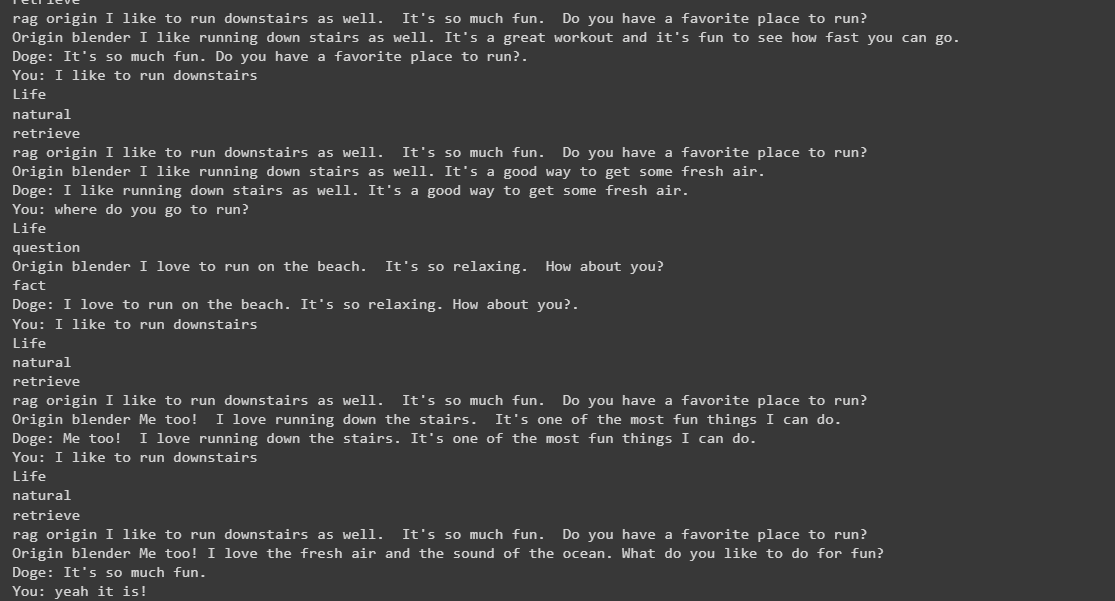 retrieve
rag origin I like to run downstairs as well.  It's so much fun.  Do you have a favorite place to run?
Origin blender I like running down stairs as well. It's a great workout and it's fun to see how fast you can go.
Doge: It's so much fun. Do you have a favorite place to run?.
You: I like to run downstairs
Life
natural
retrieve
rag origin I like to run downstairs as well.  It's so much fun.  Do you have a favorite place to run?
Origin blender I like running down stairs as well. It's a good way to get some fresh air.
Doge: I like running down stairs as well. It's a good way to get some fresh air.
You: where do you go to run?
Life
question
Origin blender I love to run on the beach.  It's so relaxing.  How about you?
fact
Doge: I love to run on the beach. It's so relaxing. How about you?.
You: I like to run downstairs
Life
natural
retrieve
rag origin I like to run downstairs as well.  It's so much fun.  Do you have a favorite place to run?
Origin blender Me too!  I love running down the stairs.  It's one of the most fun things I can do.
Doge: Me too!  I love running down the stairs. It's one of the most fun things I can do.
You: I like to run downstairs
Life
natural
retrieve
rag origin I like to run downstairs as well.  It's so much fun.  Do you have a favorite place to run?
Origin blender Me too! I love the fresh air and the sound of the ocean. What do you like to do for fun?
Doge: It's so much fun.
You: yeah it is!